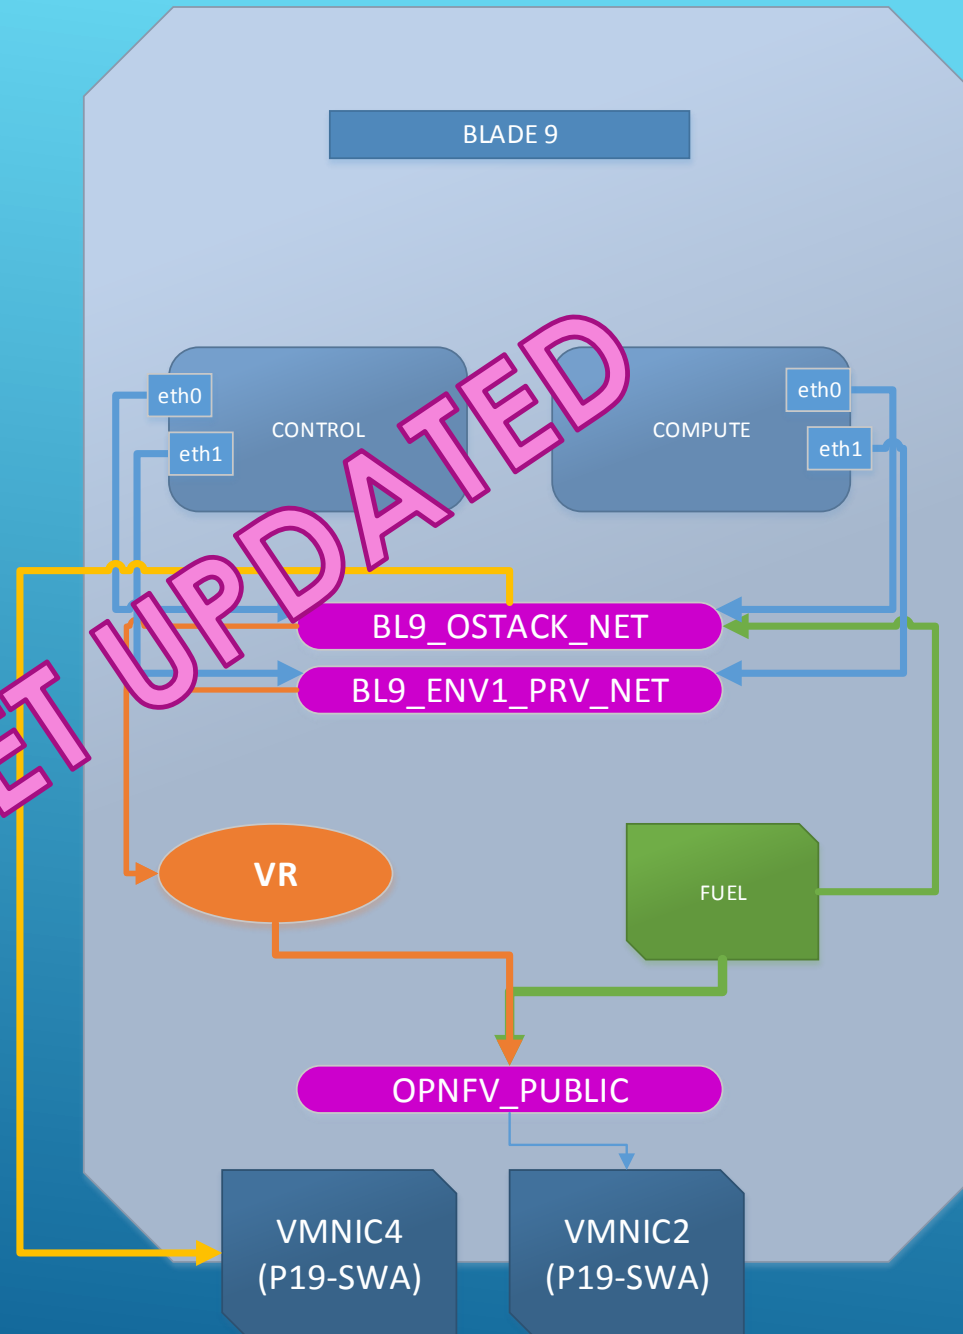 BLADE 9
eth0
eth1
CONTROL
COMPUTE
eth0
eth1
UPDATED
BL9_OSTACK_NET
BL9_ENV1_PRV_NET
VR
FUEL
OPNFV_PUBLIC
VMNIC4
(P19-SWA)
VMNIC2
(P19-SWA)